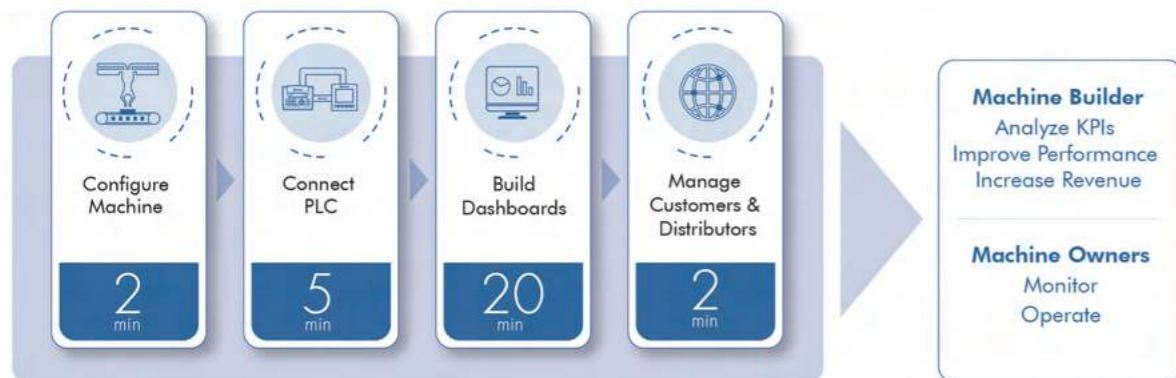 Configure
Machine
2
min
Connect
PLC
5
min
Build
Dashboards
20
min
Manage
Customers &
Distributors
2
min
Machine Builder
Analyze KPIs
Improve Performance
Increase Revenue
Machine Owners
Monitor
Operate